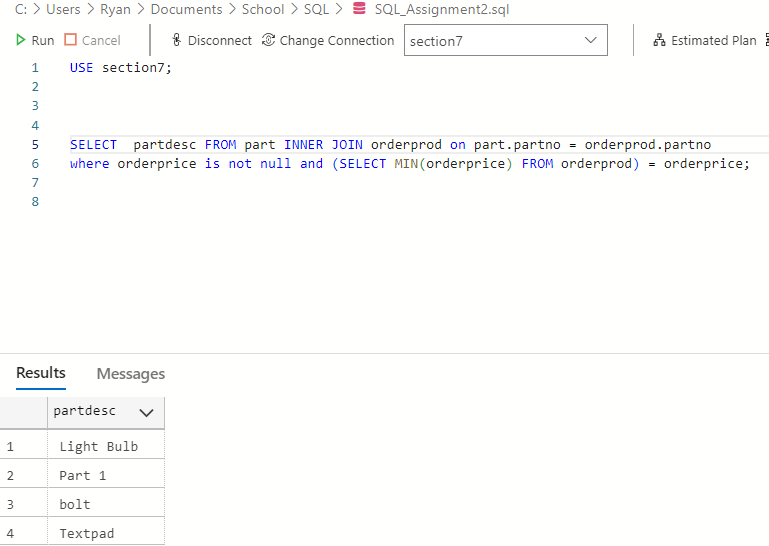 C: > Users > Ryan > Documents > School > SQL > SQL_Assignment2.sql
Run Cancel Disconnect Change Connection section7 Estimated Plan
1 USE section7;
2
3
4
5 SELECT partdesc FROM part INNER JOIN orderprod on part.partno = orderprod.partno
6 where orderprice is not null and (SELECT MIN(orderprice) FROM orderprod) = orderprice;
7
8
Results Messages
partdesc
1 Light Bulb
2 Part 1
3 bolt
4 Textpad